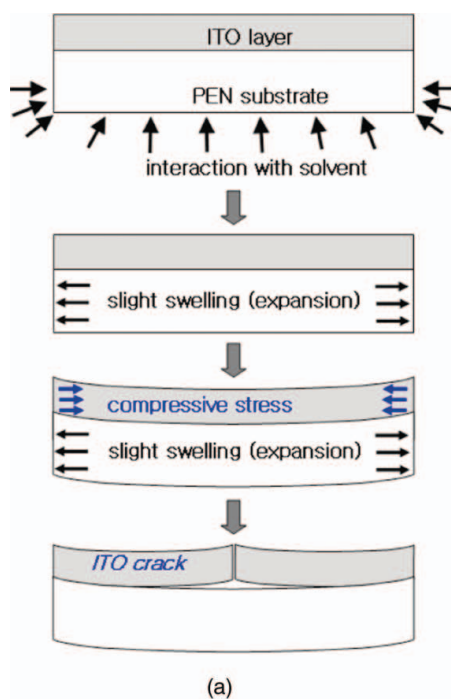 ITO layer
PEN substrate
interaction with solvent
slight swelling (expansion)
compressive stress
slight swelling (expansion)
ITO crack
(a)